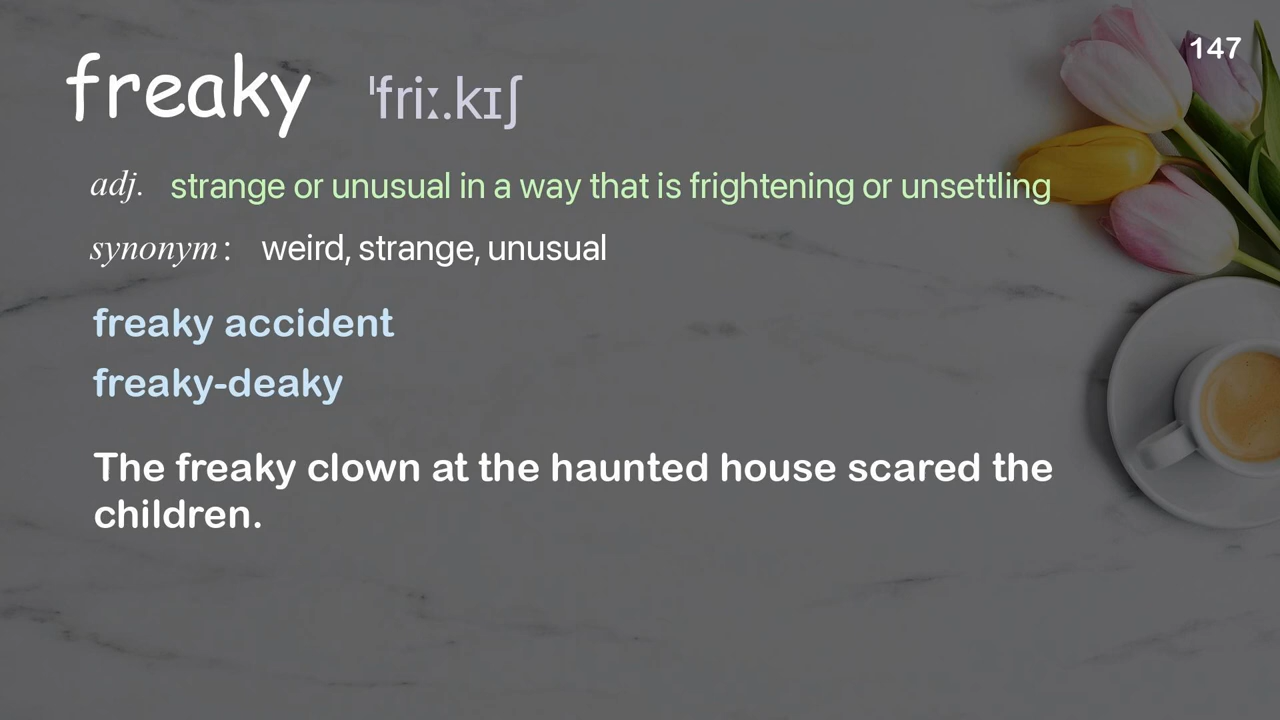 147
freaky ˈfriː.kɪʃ
adj. strange or unusual in a way that is frightening or unsettling
synonym : weird, strange, unusual
freaky accident
freaky-deaky
The freaky clown at the haunted house scared the
children.